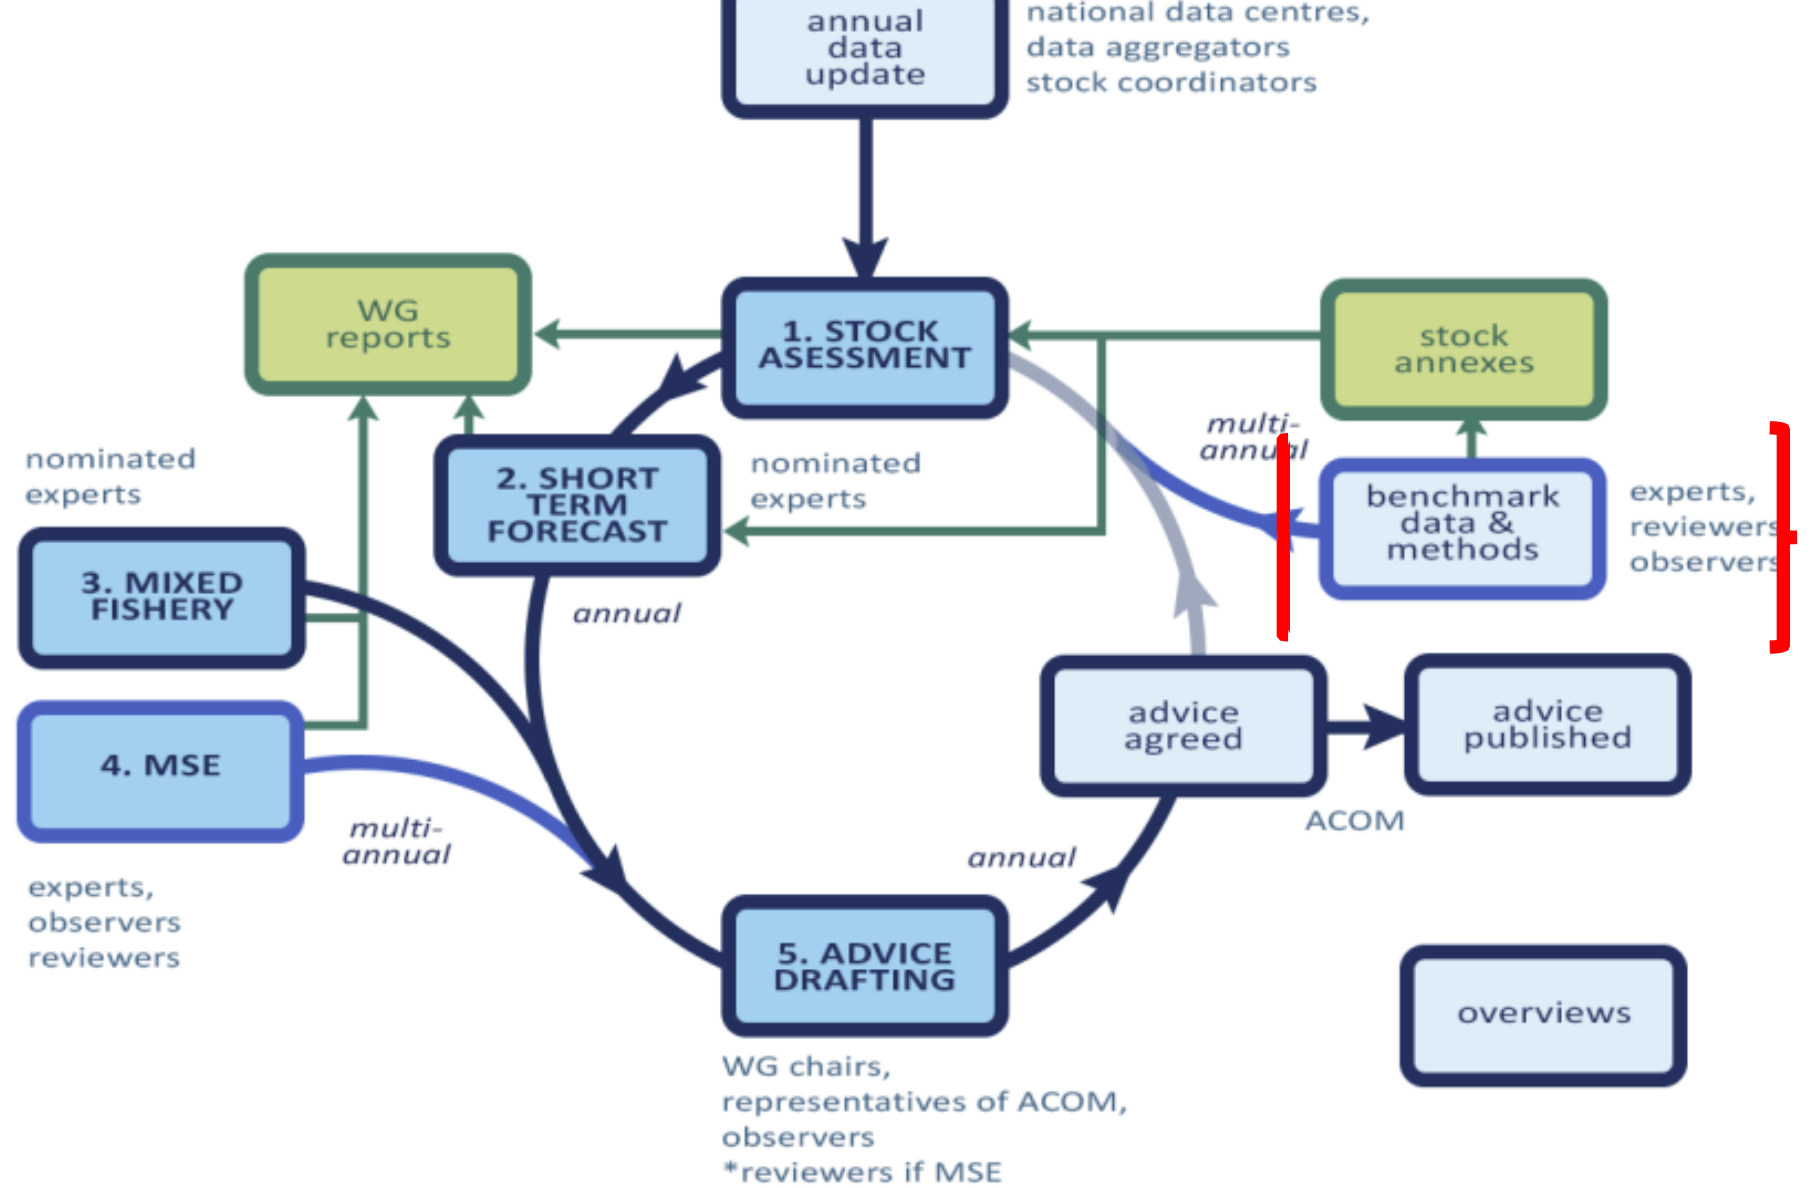 annual
data
update
national data centres,
data aggregators
stock coordinators
WG
reports
1. STOCK
ASESSMENT
stock
annexes
multi-
annual
nominated
experts
2. SHORT
TERM
FORECAST
nominated
experts
benchmark
data &
methods
experts,
reviewers
observers
3. MIXED
FISHERY
annual
4. MSE
multi-
annual
experts,
observers
reviewers
advice
agreed
advice
published
ACOM
annual
5. ADVICE
DRAFTING
WG chairs,
representatives of ACOM,
observers
*reviewers if MSE
overviews